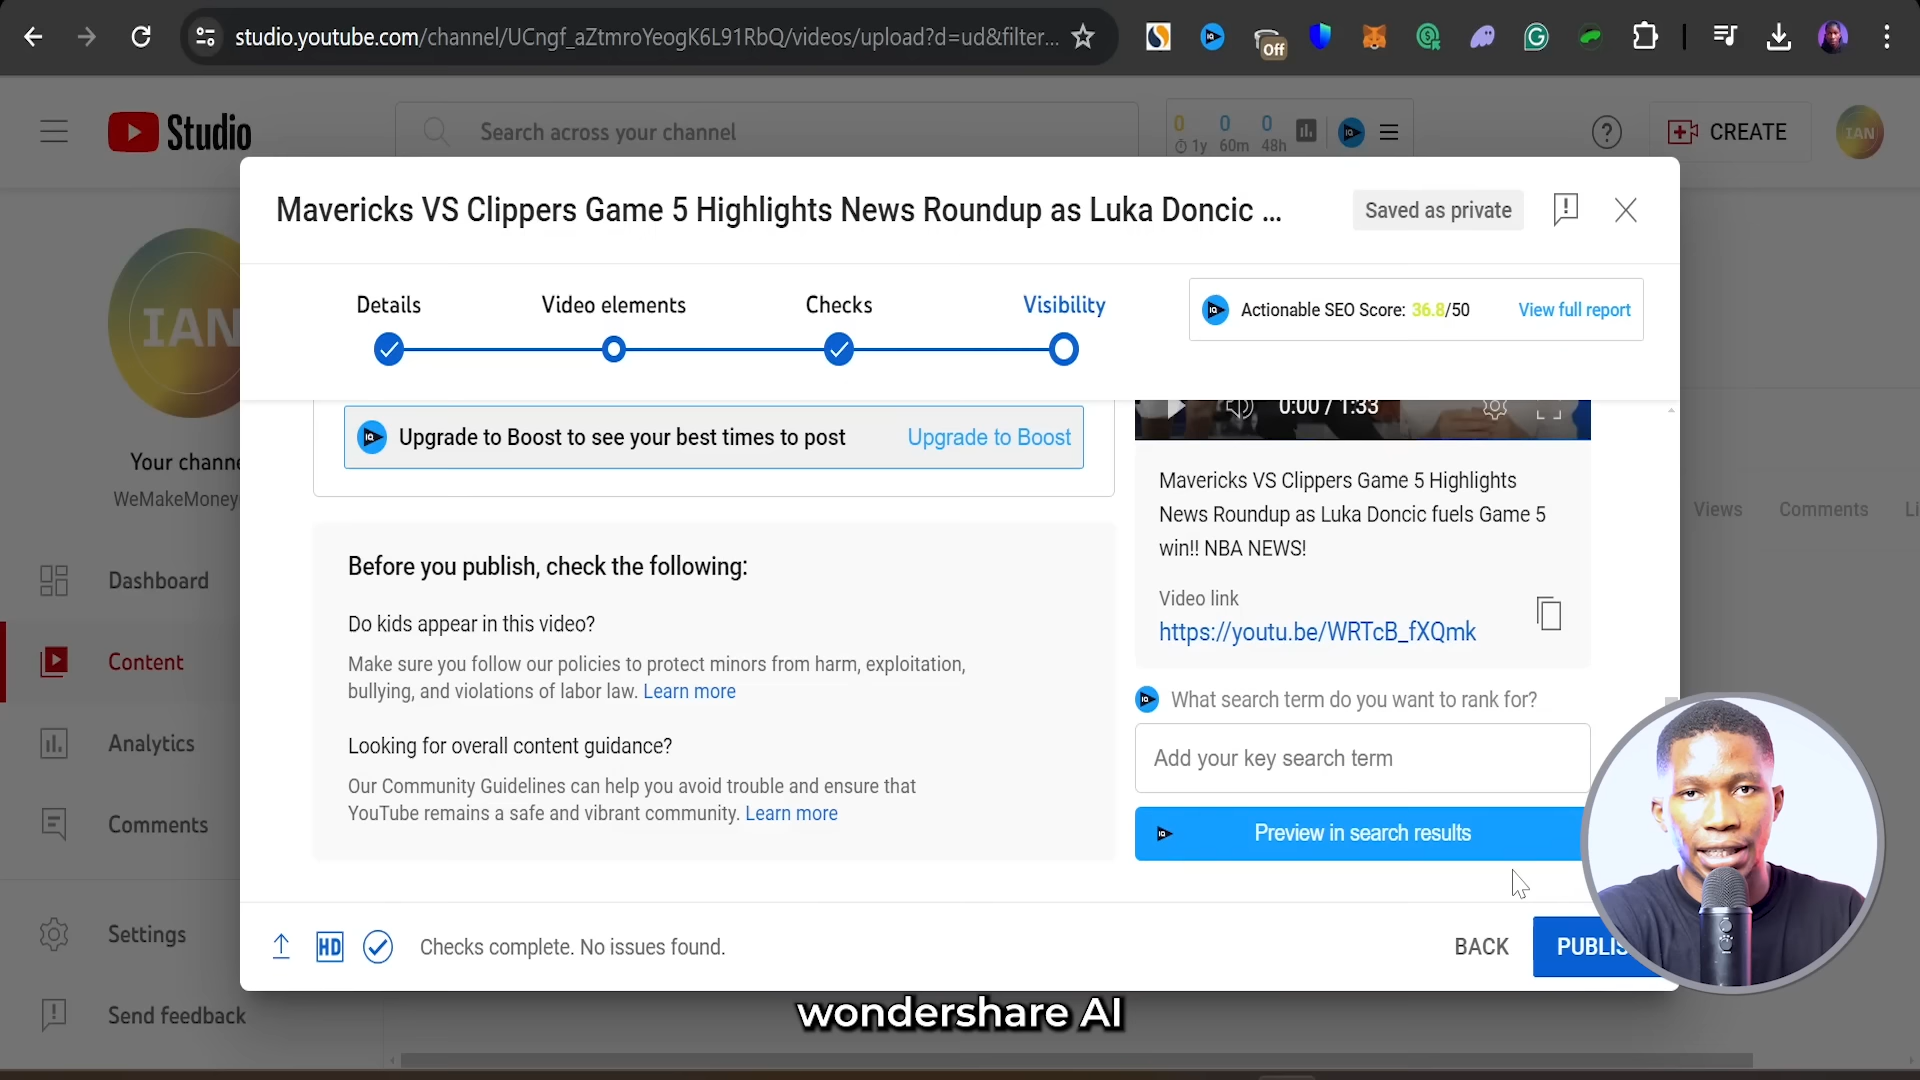 studio.youtube.com/channel/UCngf_aZtmroYeogK6L91RbQ/videos/upload?d=ud&filter...
Off
Studio
Search across your channel
0 0 0
1y 60m 48h
CREATE
IAN
Mavericks VS Clippers Game 5 Highlights News Roundup as Luka Doncic ...
Saved as private
Details
Video elements
Checks
Visibility
Actionable SEO Score: 36.8/50
View full report
IAN
Your channe
WeMakeMoney
Dashboard
Content
Analytics
Comments
Settings
Send feedback
Upgrade to Boost to see your best times to post
Upgrade to Boost
Before you publish, check the following:
Do kids appear in this video?
Make sure you follow our policies to protect minors from harm, exploitation,
bullying, and violations of labor law. Learn more
Looking for overall content guidance?
Our Community Guidelines can help you avoid trouble and ensure that
YouTube remains a safe and vibrant community. Learn more
0:00 / 1:33
Mavericks VS Clippers Game 5 Highlights
News Roundup as Luka Doncic fuels Game 5
win!! NBA NEWS!
Video link
https://youtu.be/WRTcB_fXQmk
What search term do you want to rank for?
Add your key search term
Preview in search results
Views
Comments
Li
HD
Checks complete. No issues found.
BACK
PUBLIS
wondershare AI